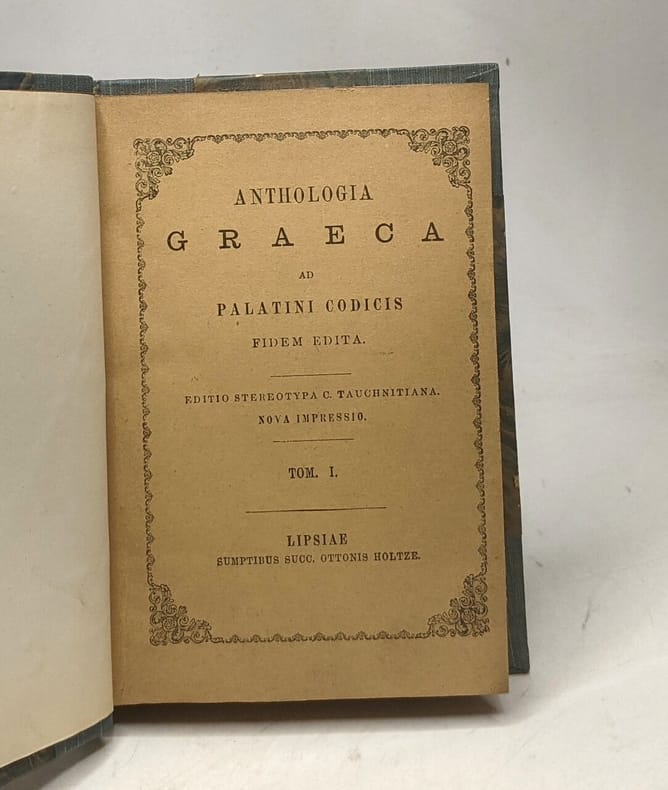 ANTHOLOGIA
GRAECA
AD
PALATINI CODICIS
FIDEM EDITA.
EDITIO STEREOTYPA C. TAUCHNITIANA.
NOVA IMPRESSIO.
TOM. I.
LIPSIAE
SUMPTIBUS SUCC. OTTONIS HOLTZE.